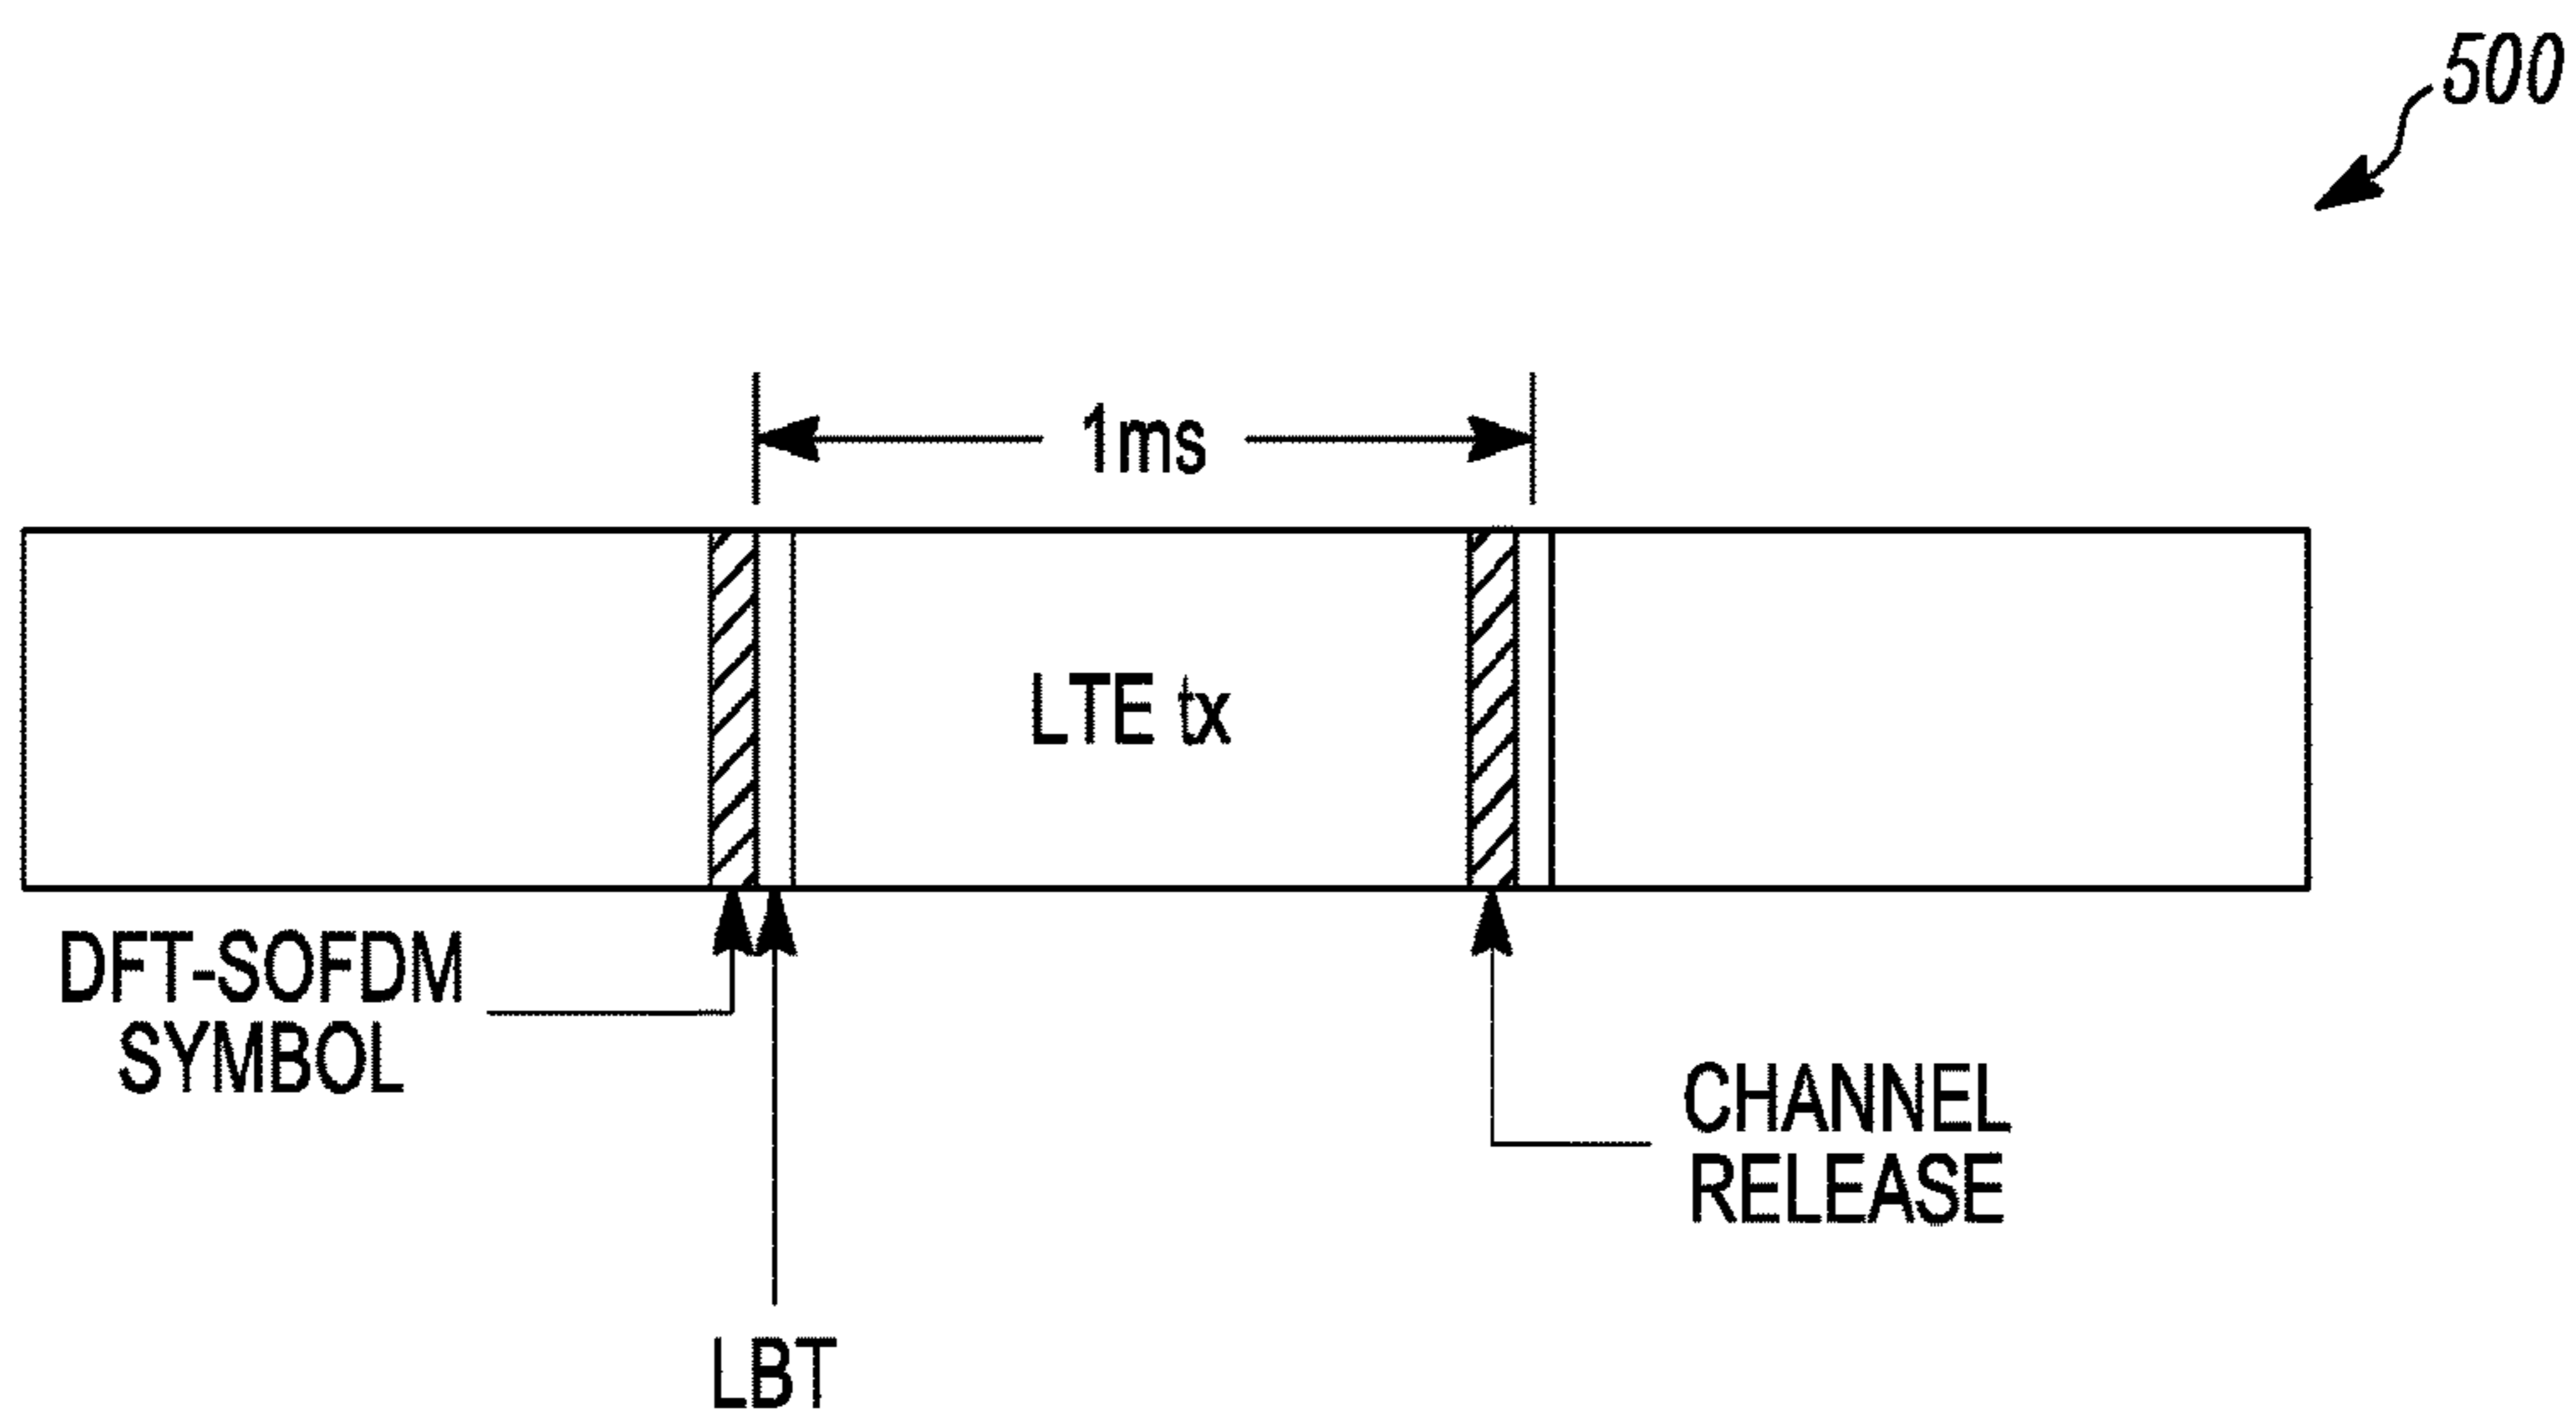 500
1ms
LTE tx
DFT-SOFDM
SYMBOL
CHANNEL
RELEASE
LBT